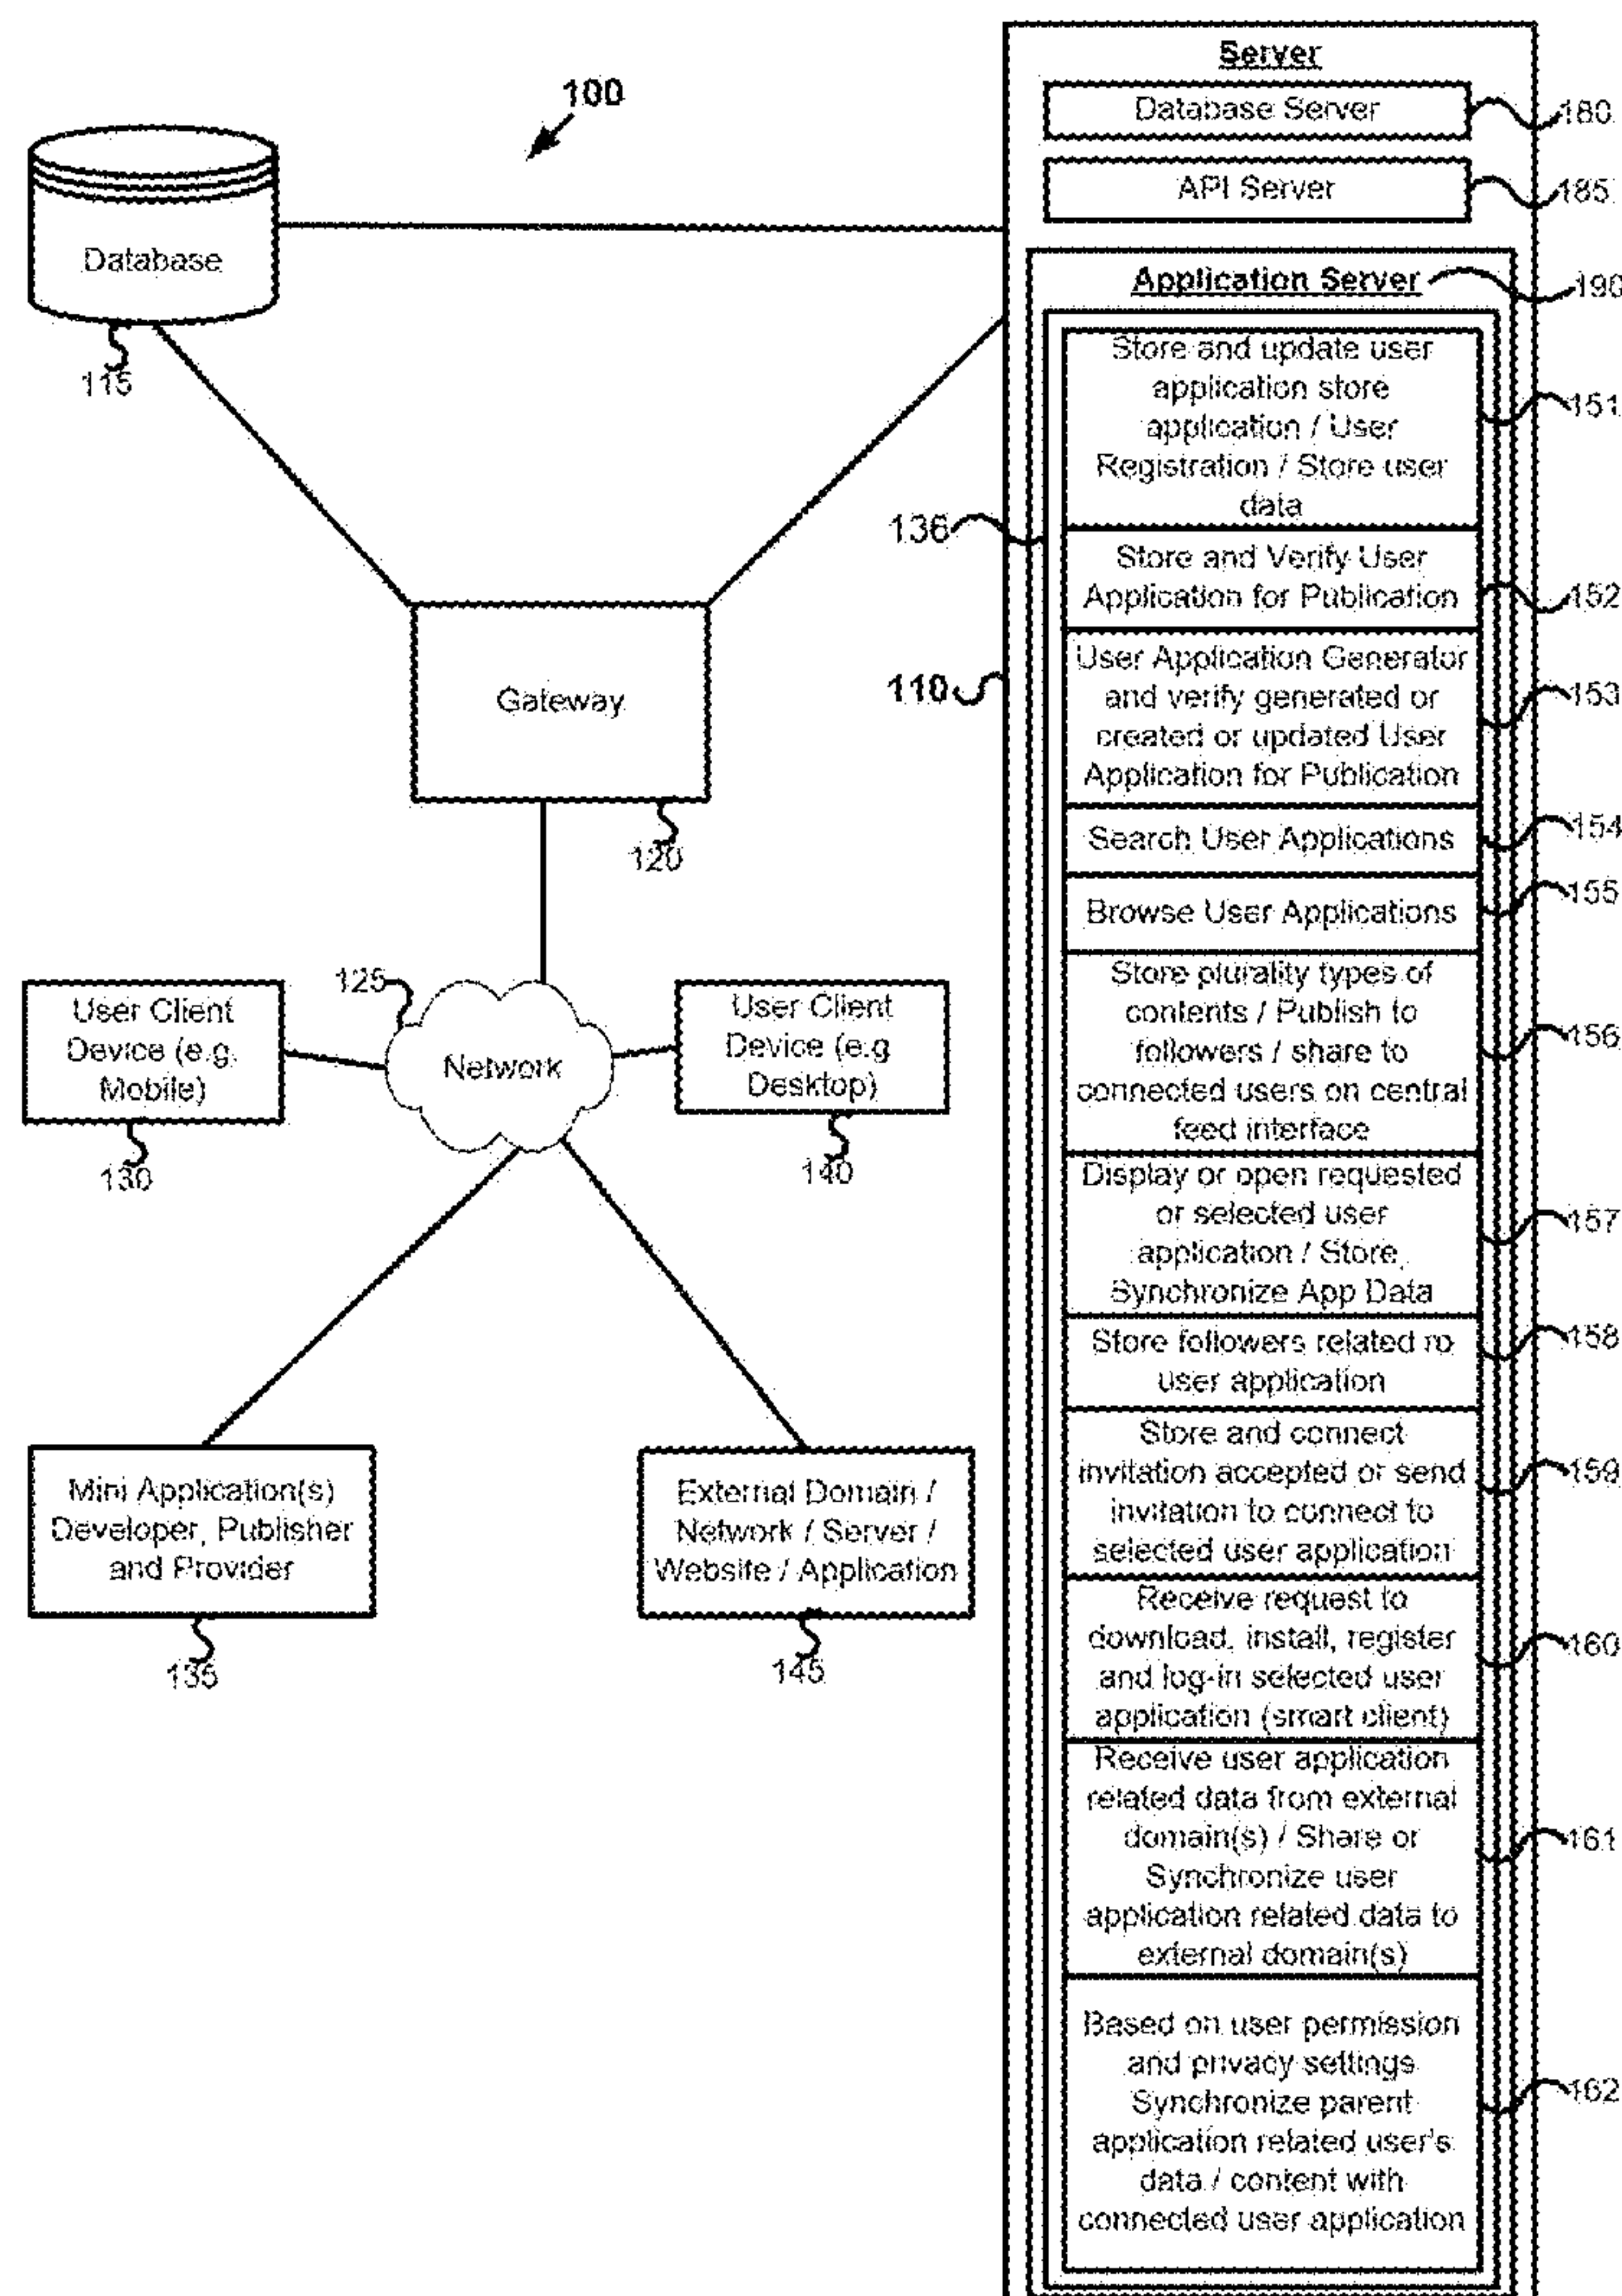 100
Database
115
Gateway
120
125
Network
User Client
Device (e.g.
Mobile)
130
User Client
Device (e.g
Desktop)
140
Mini Application(s)
Developer, Publisher
and Provider
135
External Domain /
Network / Server /
Website / Application
145
136
110
Server
Database Server
180
API Server
185
Application Server
190
Store and update user
application store
application / User
Registration / Store user
data
151
Store and Verify User
Application for Publication
152
User Application Generator
and verify generated or
created or updated User
Application for Publication
153
Search User Applications
154
Browse User Applications
155
Store plurality types of
contents / Publish to
followers / share to
connected users on central
feed interface
156
Display or open requested
or selected user
application / Store,
Synchronize App Data
157
Store followers related ro
user application
158
Store and connect
invitation accepted or send
invitation to connect to
selected user application
159
Receive request to
download, install, register
and log-in selected user
application (smart client)
160
Receive user application
related data from external
domain(s) / Share or
Synchronize user
application related data to
external domain(s)
161
Based on user permission
and privacy settings
Synchronize parent
application related user's
data / content with
connected user application
162